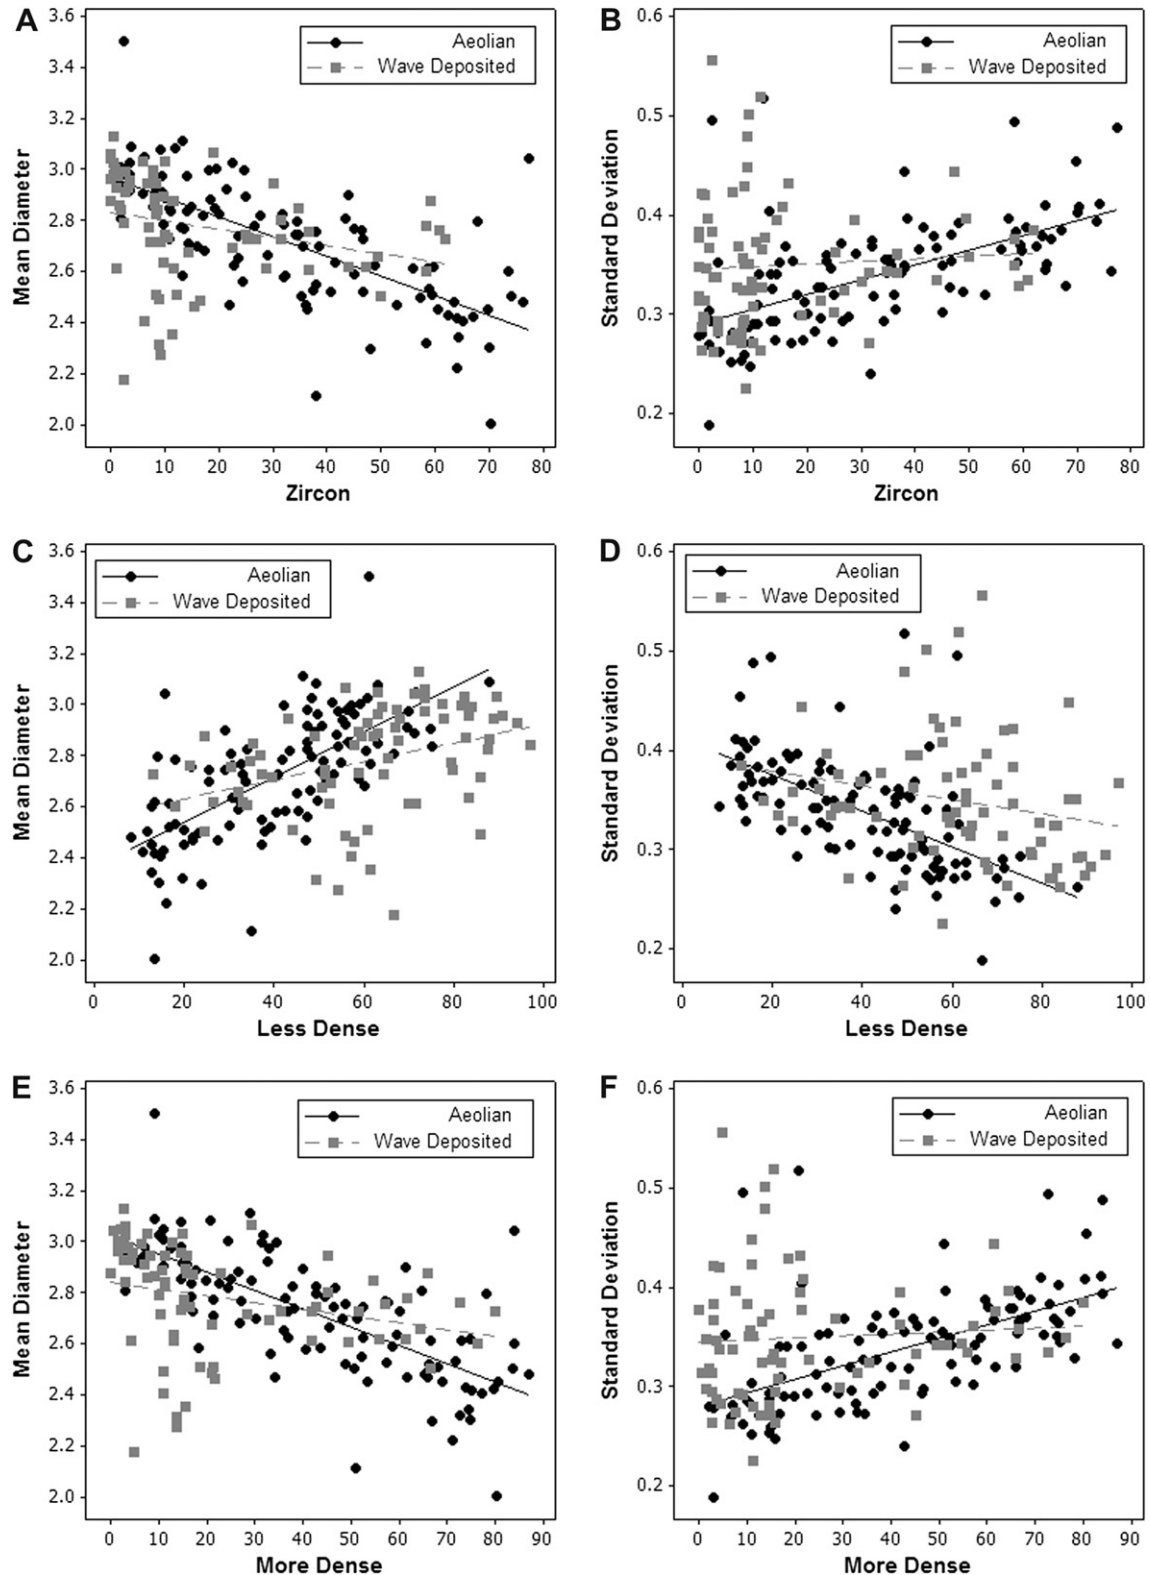 A
3.6
3.4
3.2
3.0
2.8
2.6
2.4
2.2
2.0
Mean Diameter
Aeolian
Wave Deposited
0 10 20 30 40 50 60 70 80
Zircon
B
0.6
0.5
0.4
0.3
0.2
Standard Deviation
Aeolian
Wave Deposited
0 10 20 30 40 50 60 70 80
Zircon
C
3.6
3.4
3.2
3.0
2.8
2.6
2.4
2.2
2.0
Mean Diameter
Aeolian
Wave Deposited
0 20 40 60 80 100
Less Dense
D
0.6
0.5
0.4
0.3
0.2
Standard Deviation
Aeolian
Wave Deposited
0 20 40 60 80 100
Less Dense
E
3.6
3.4
3.2
3.0
2.8
2.6
2.4
2.2
2.0
Mean Diameter
Aeolian
Wave Deposited
0 10 20 30 40 50 60 70 80 90
More Dense
F
0.6
0.5
0.4
0.3
0.2
Standard Deviation
Aeolian
Wave Deposited
0 10 20 30 40 50 60 70 80 90
More Dense